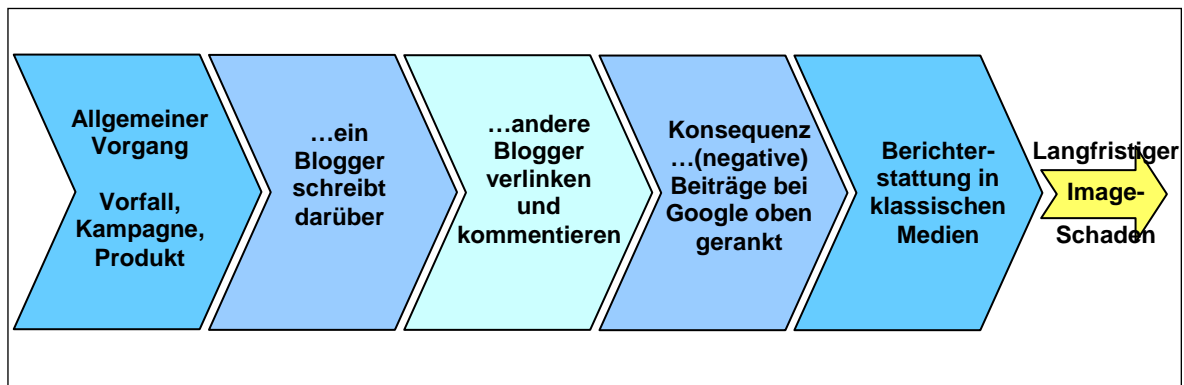 Allgemeiner
Vorgang
Vorfall,
Kampagne,
Produkt
…ein
Blogger
schreibt
darüber
…andere
Blogger
verlinken
und
kommentieren
Konsequenz
…(negative)
Beiträge bei
Google oben
gerankt
Berichter-
stattung in
klassischen
Medien
Langfristiger
Image-
Schaden